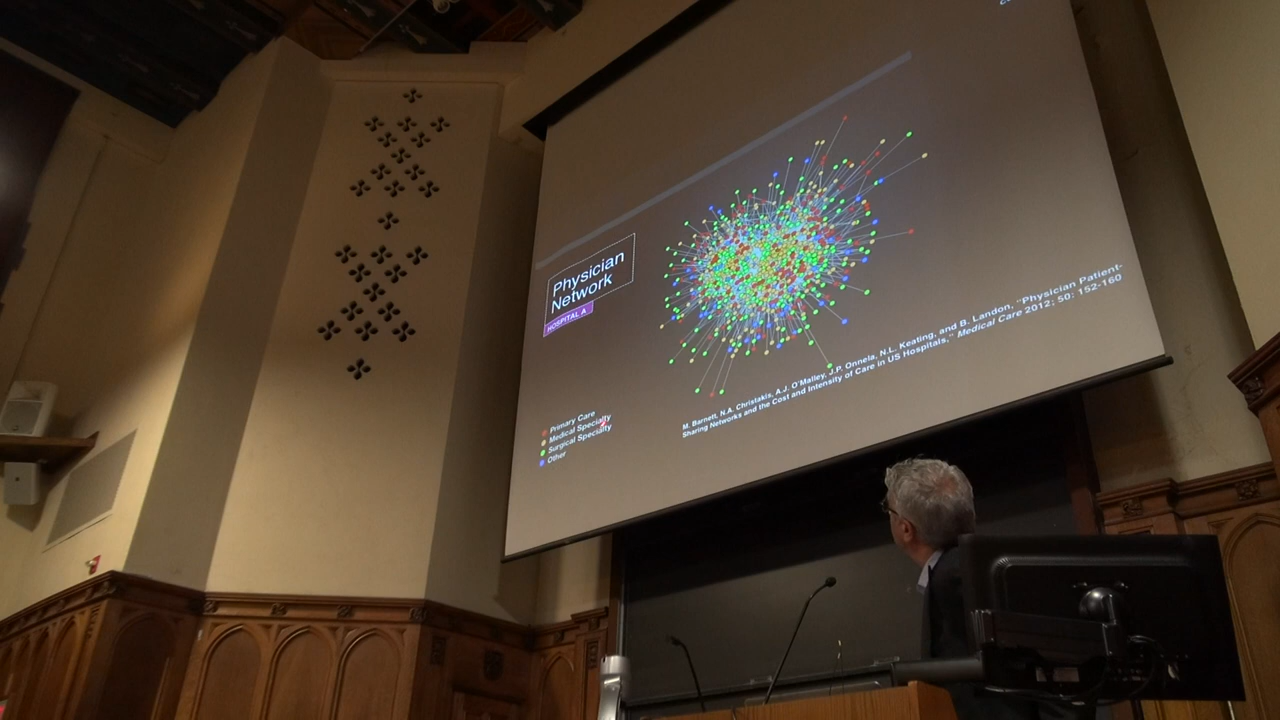 Physician
Network
HOSPITAL A
M. Barnett, N.A. Christakis, A.J. O'Malley, J.P. Onnela, N.L. Keating, and B. Landon, "Physician Patient-
Sharing Networks and the Cost and Intensity of Care in US Hospitals," Medical Care 2012; 50: 152-160
Primary Care
Medical Specialty
Surgical Specialty
Other